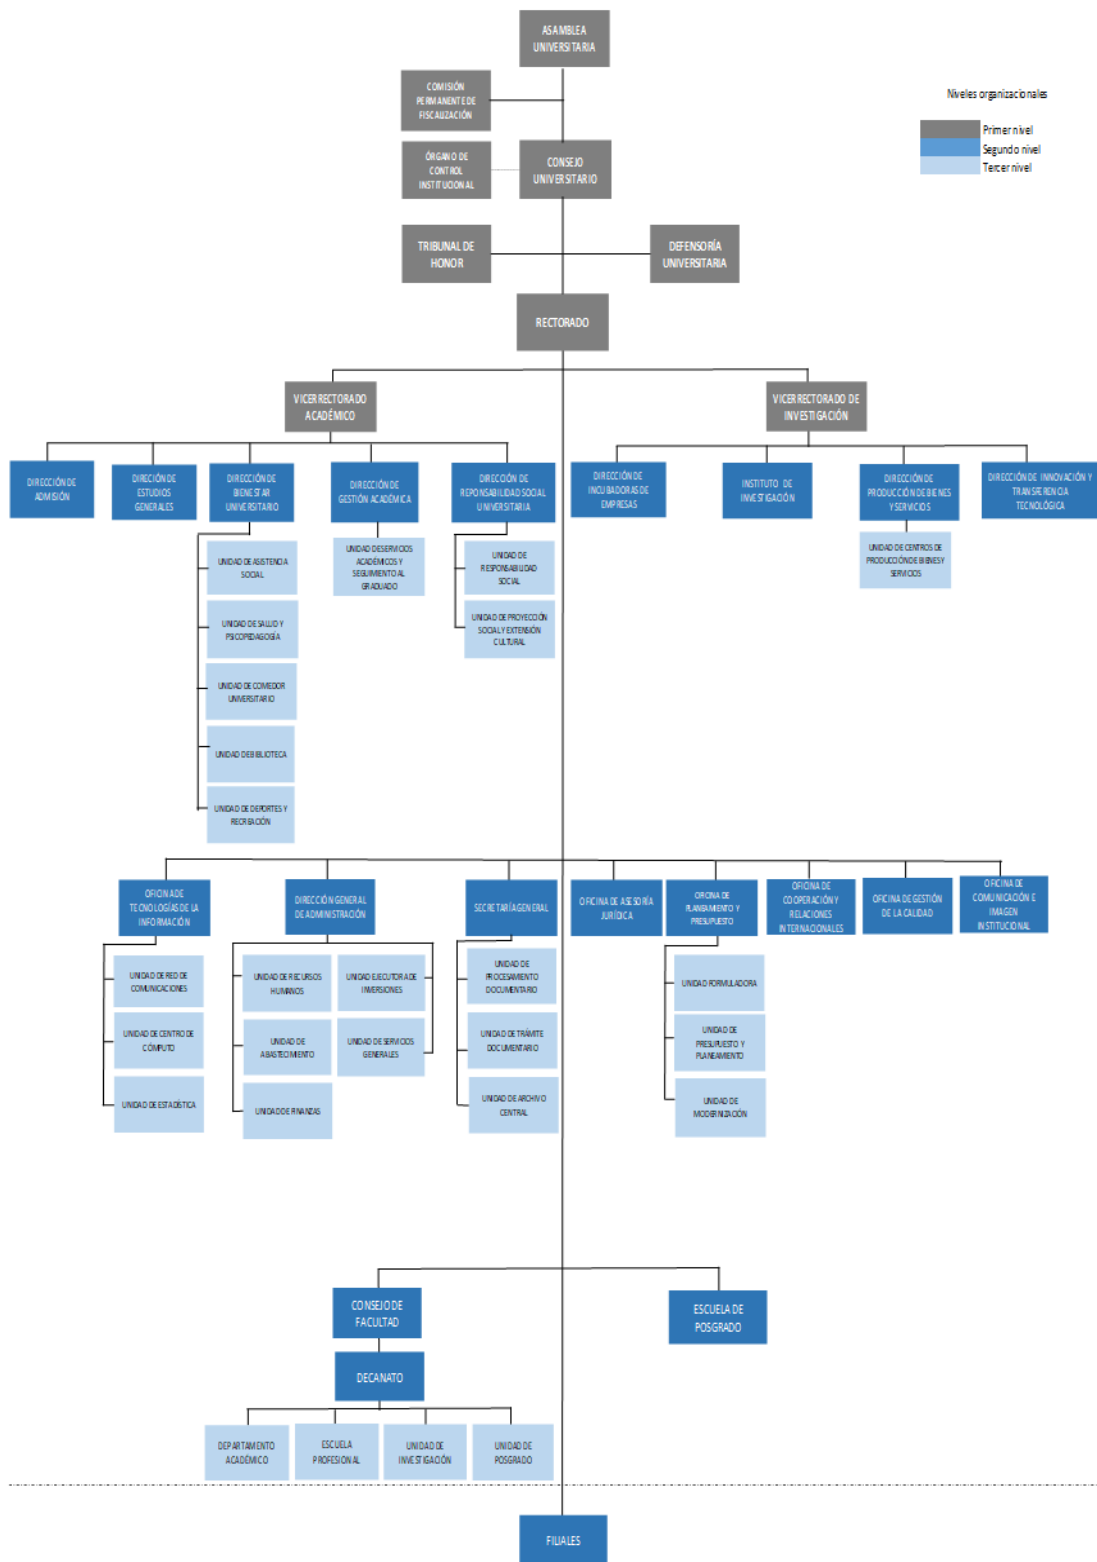 ASAMBLEA
UNIVERSITARIA
COMISIÓN
PERMANENTE DE
FISCALIZACIÓN
Niveles organizacionales
Primer nivel
Segundo nivel
Tercer nivel
ÓRGANO DE
CONTROL
INSTITUCIONAL
CONSEJO
UNIVERSITARIO
TRIBUNAL DE
HONOR
DEFENSORÍA
UNIVERSITARIA
RECTORADO
VICERRECTORADO
ACADÉMICO
VICERRECTORADO DE
INVESTIGACIÓN
DIRECCIÓN DE
ADMISIÓN
DIRECIÓN DE
ESTUDIOS
GENERALES
DIRECCIÓN DE
BIENESTAR
UNIVERSITARIO
DIRECCIÓN DE
GESTIÓN ACADÉMICA
DIRECCIÓN DE
REPONSABILIDAD SOCIAL
UNIVERSITARIA
DIRECCIÓN DE
INCUBADORAS DE
EMPRESAS
INSTITUTO DE
INVESTIGACIÓN
DIRECCIÓN DE
PRODUCCIÓN DE BIENES
Y SERVICIOS
DIRECCIÓN DE INNOVACIÓN Y
TRANSFERENCIA
TECNOLÓGICA
UNIDAD DE ASISTENCIA
SOCIAL
UNIDAD DE SALUD Y
PSICOPEDAGOGÍA
UNIDAD DE COMEDOR
UNIVERSITARIO
UNIDAD DE BIBLIOTECA
UNIDAD DE DEPORTES Y
RECREACIÓN
UNIDAD DE SERVICIOS
ACADÉMICOS Y
SEGUIMIENTO AL
GRADUADO
UNIDAD DE
RESPONSABILIDAD
SOCIAL
UNIDAD DE PROYECCIÓN
SOCIAL Y EXTENSIÓN
CULTURAL
UNIDAD DE CENTROS DE
PRODUCCIÓN DE BIENES Y
SERVICIOS
OFICINA DE
TECNOLOGÍAS DE LA
INFORMACIÓN
DIRECCIÓN GENERAL
DE ADMINISTRACIÓN
SECRETARÍA GENERAL
OFICINA DE ASESORÍA
JURÍDICA
OFICINA DE
PLANEAMIENTO Y
PRESUPUESTO
OFICINA DE
COOPERACIÓN Y
RELACIONES
INTERNACIONALES
OFICINA DE GESTIÓN
DE LA CALIDAD
OFICINA DE
COMUNICACIÓN E
IMAGEN
INSTITUCIONAL
UNIDAD DE RED DE
COMUNICACIONES
UNIDAD DE CENTRO DE
CÓMPUTO
UNIDAD DE ESTADÍSTICA
UNIDAD DE RECURSOS
HUMANOS
UNIDAD DE
ABASTECIMIENTO
UNIDAD DE FINANZAS
UNIDAD EJECUTORA DE
INVERSIONES
UNIDAD DE SERVICIOS
GENERALES
UNIDAD DE
PROCESAMIENTO
DOCUMENTARIO
UNIDAD DE TRÁMITE
DOCUMENTARIO
UNIDAD DE ARCHIVO
CENTRAL
UNIDAD FORMULADORA
UNIDAD DE
PRESUPUESTO Y
PLANEAMIENTO
UNIDAD DE
MODERNIZACIÓN
CONSEJO DE
FACULTAD
ESCUELA DE
POSGRADO
DECANATO
DEPARTAMENTO
ACADÉMICO
ESCUELA
PROFESIONAL
UNIDAD DE
INVESTIGACIÓN
UNIDAD DE
POSGRADO
FILIALES